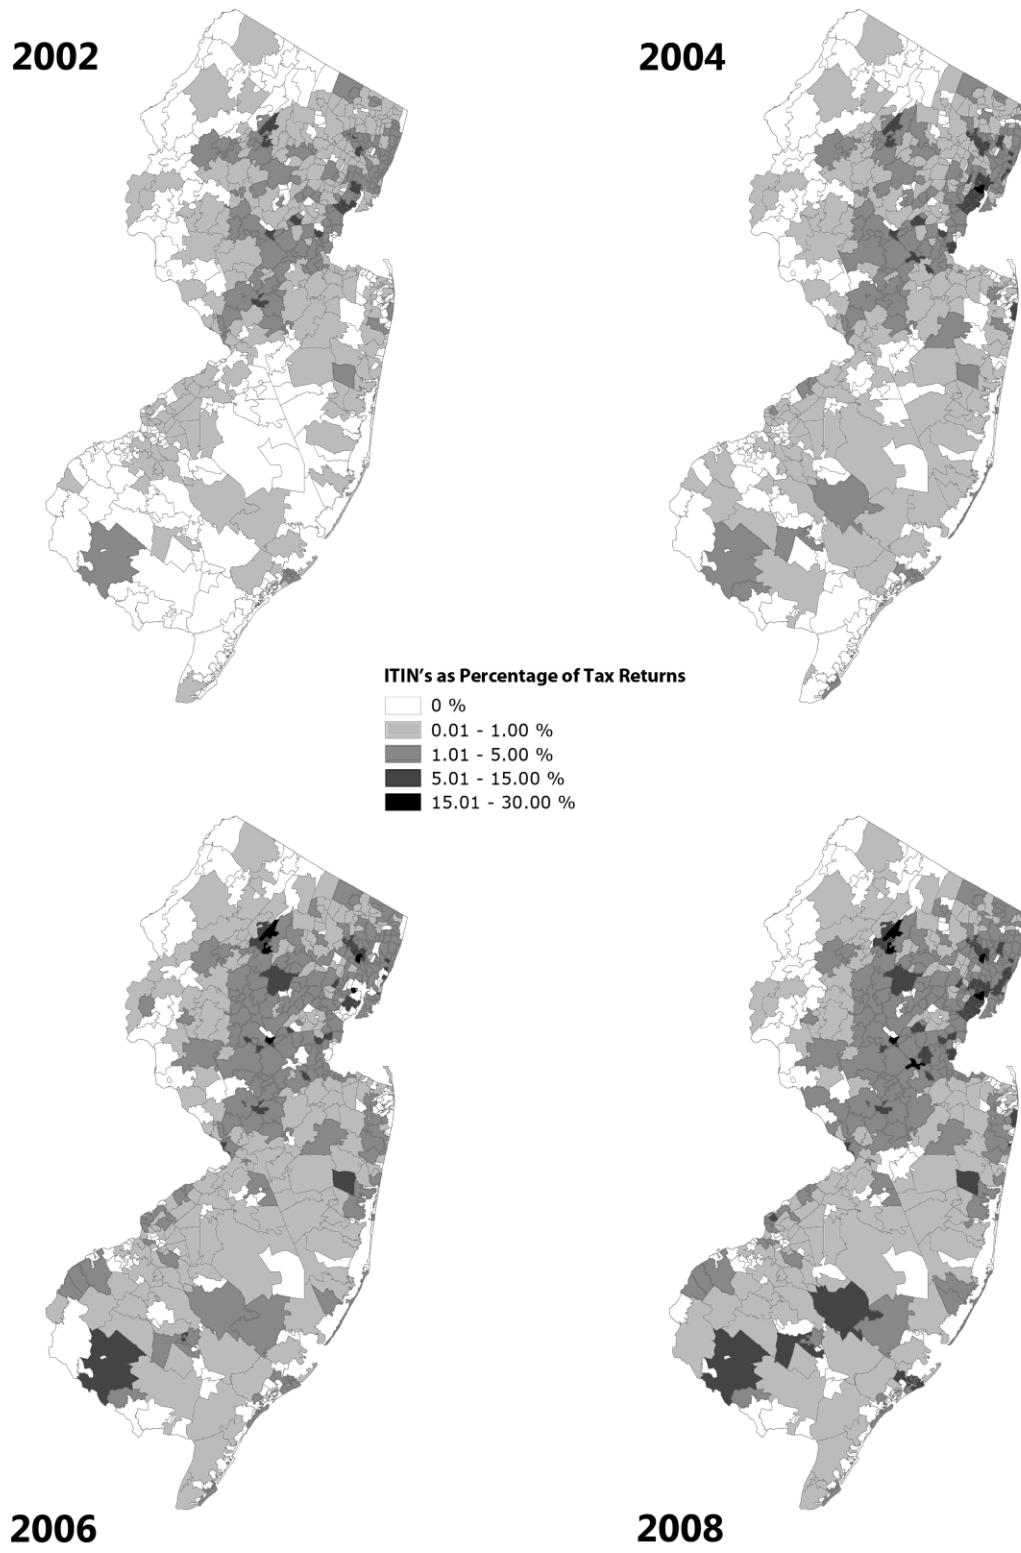 2002
2004
ITIN's as Percentage of Tax Returns
0 %
0.01 - 1.00 %
1.01 - 5.00 %
5.01 - 15.00 %
15.01 - 30.00 %
2006
2008